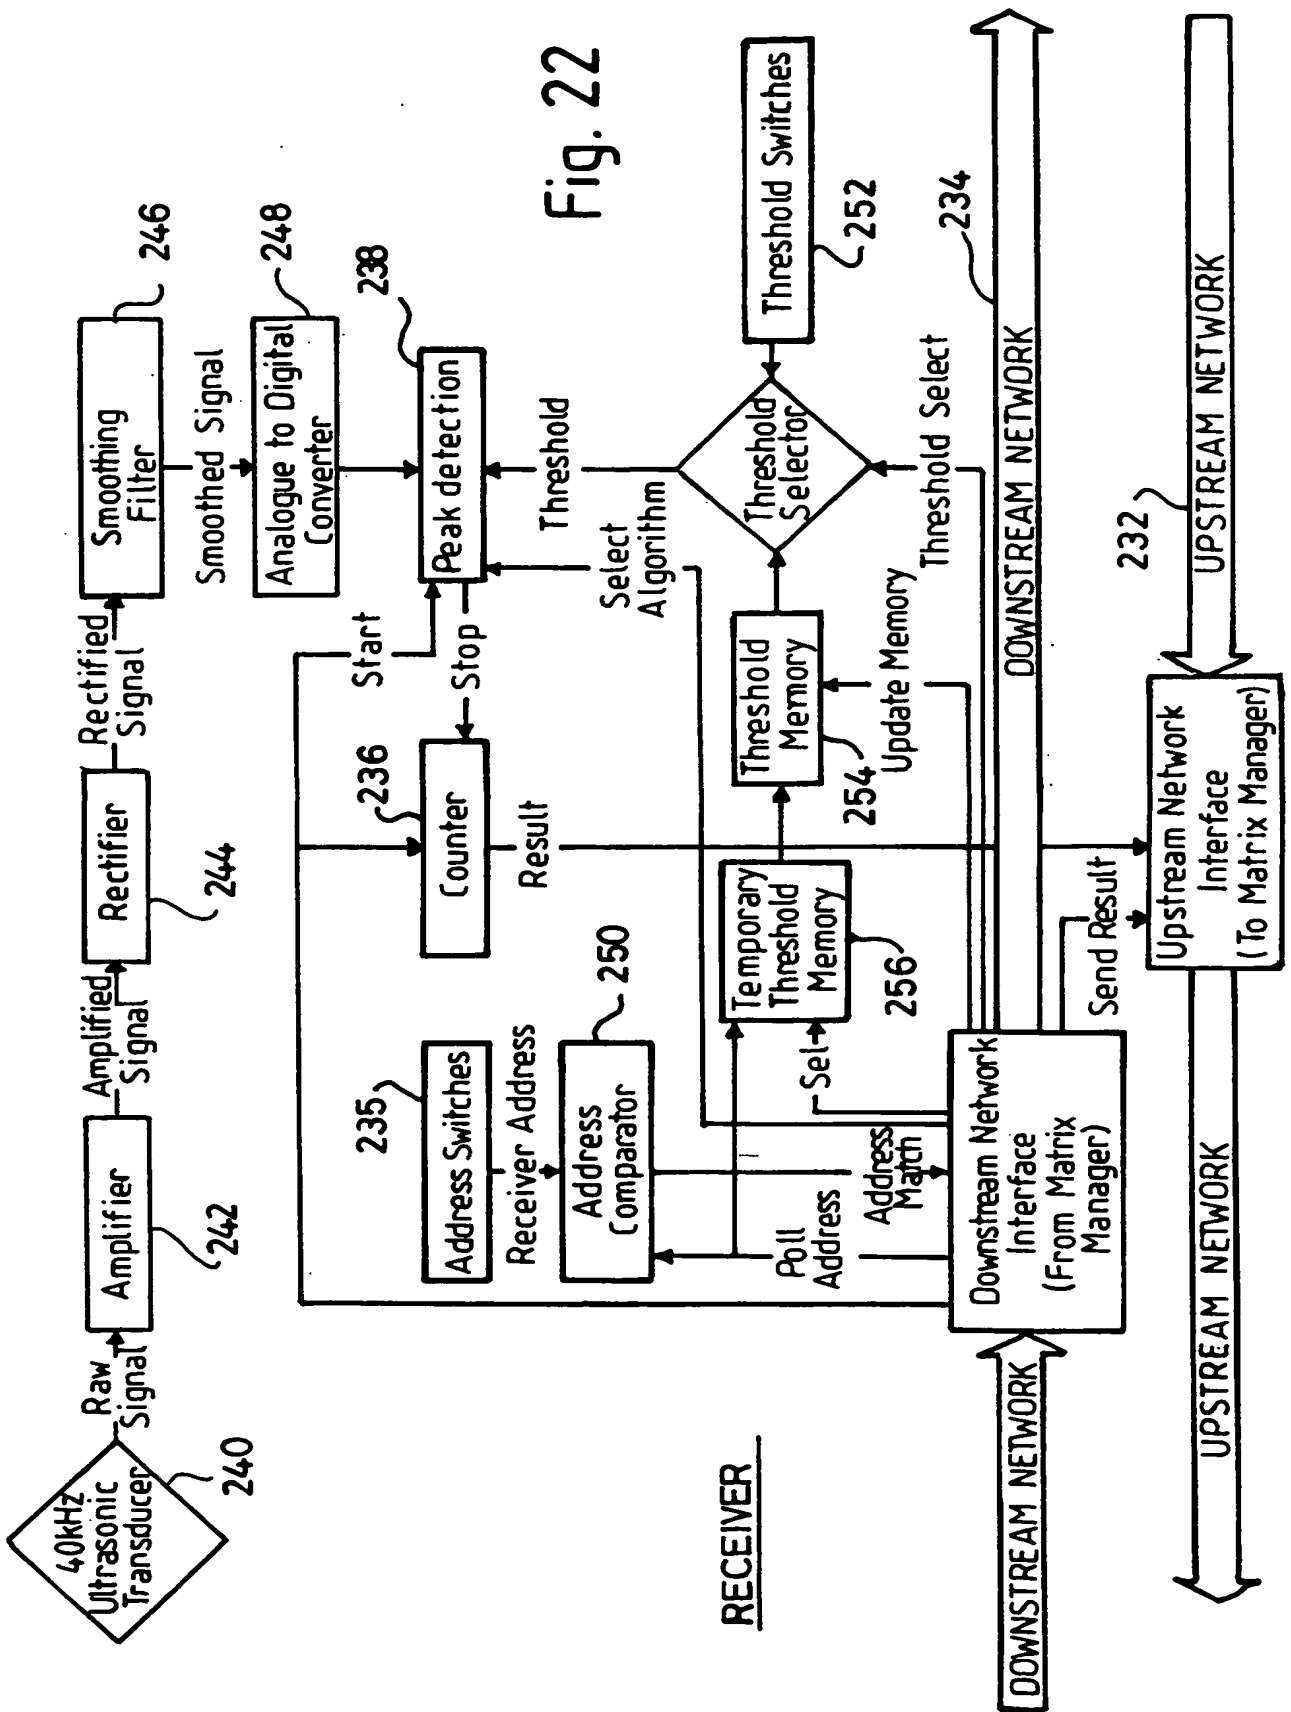 40kHz
Ultrasonic
Transducer
240
Raw
Signal
Amplifier
242
Amplified
Signal
Rectifier
244
Rectified
Signal
Smoothing
Filter
246
Smoothed Signal
Analogue to Digital
Converter
248
Start
Peak detection
238
Stop
Counter
236
Result
Address Switches
235
Receiver Address
Address
Comparator
250
Select
Algorithm
Threshold
Fig. 22
Threshold
Selector
Threshold Switches
252
Threshold
Memory
254
Temporary
Threshold
Memory
256
Sel
Poll
Address
Address
Match
Update Memory
Threshold Select
RECEIVER
DOWNSTREAM NETWORK
Downstream Network
Interface
(From Matrix
Manager)
DOWNSTREAM NETWORK
234
Send Result
UPSTREAM NETWORK
Upstream Network
Interface
(To Matrix Manager)
UPSTREAM NETWORK
232